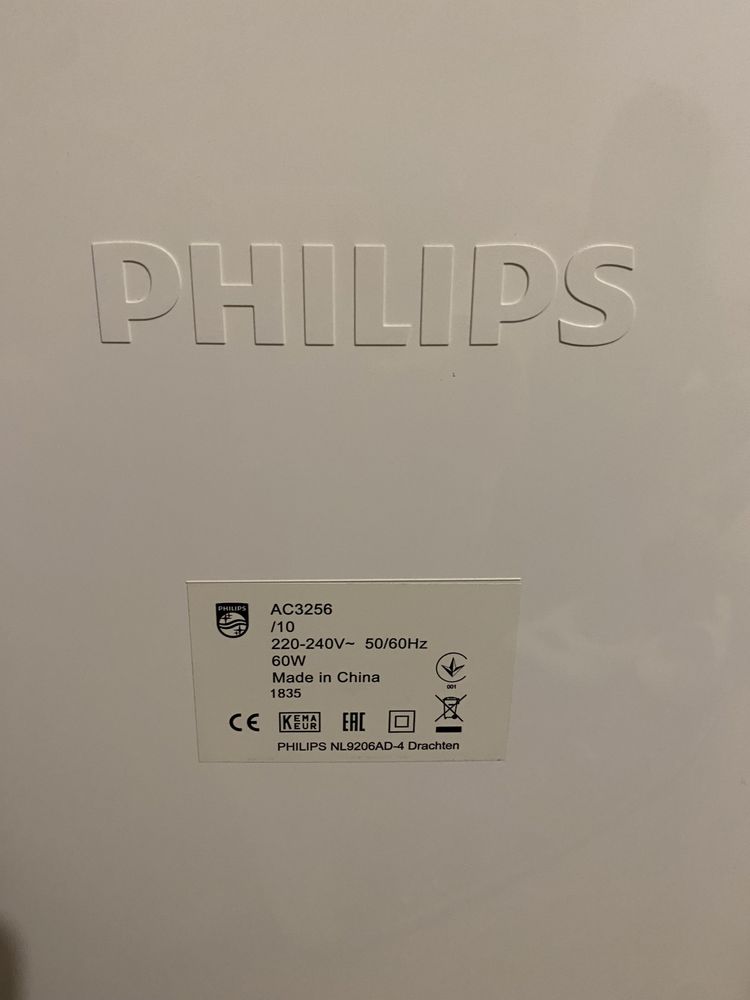 PHILIPS
PHILIPS
AC3256
/10
220-240V~ 50/60Hz
60W
Made in China
1835
001
CE KEMA EUR EAC
PHILIPS NL9206AD-4 Drachten